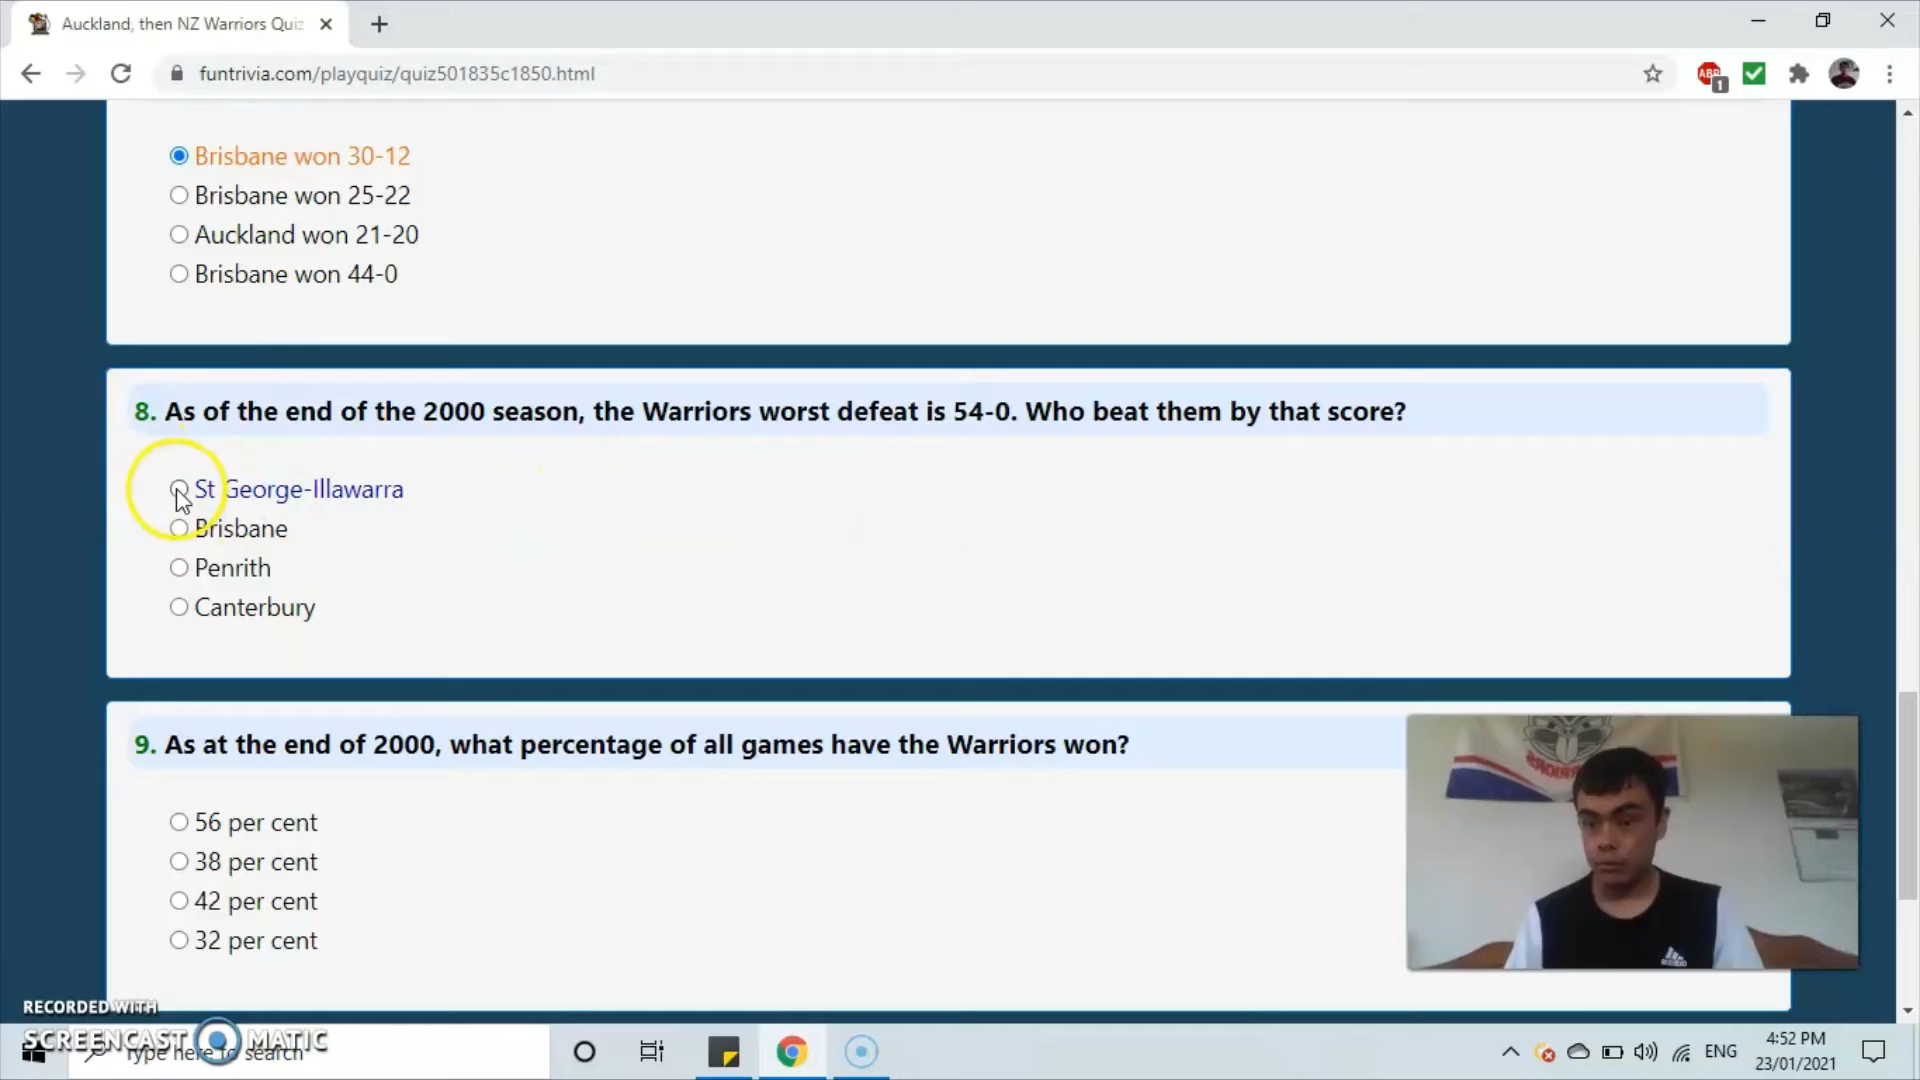 Auckland, then NZ Warriors Quiz
funtrivia.com/playquiz/quiz501835c1850.html
ABP
1
Brisbane won 30-12
Brisbane won 25-22
Auckland won 21-20
Brisbane won 44-0
8. As of the end of the 2000 season, the Warriors worst defeat is 54-0. Who beat them by that score?
St George-Illawarra
Brisbane
Penrith
Canterbury
9. As at the end of 2000, what percentage of all games have the Warriors won?
56 per cent
38 per cent
42 per cent
32 per cent
RECORDED WITH
SCREENCAST MATIC
Type here to search
ENG
4:52 PM
23/01/2021